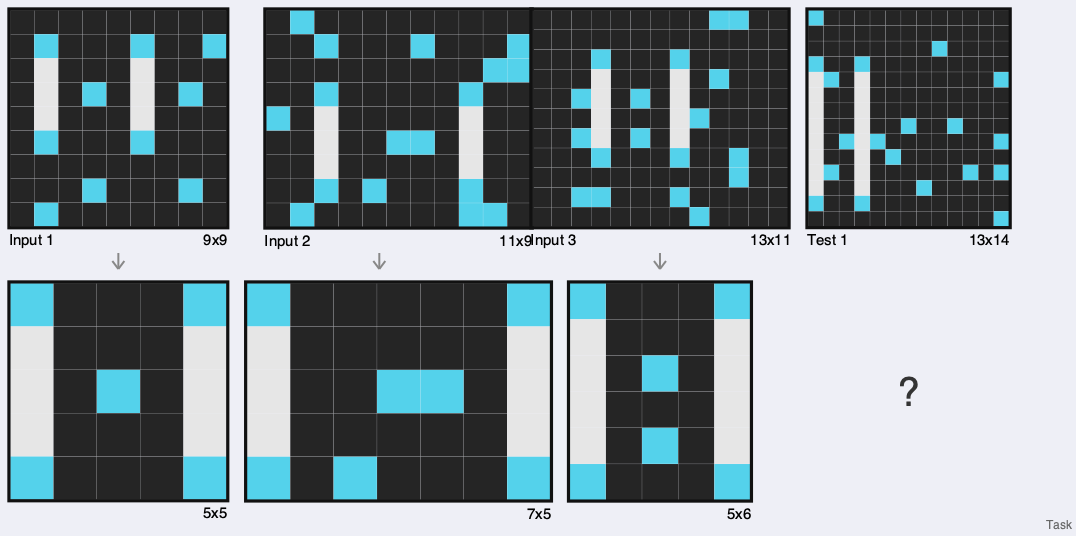 Input 1 9x9
Input 2 11x9
Input 3 13x11
Test 1 13x14
5x5
7x5
5x6
?
Task